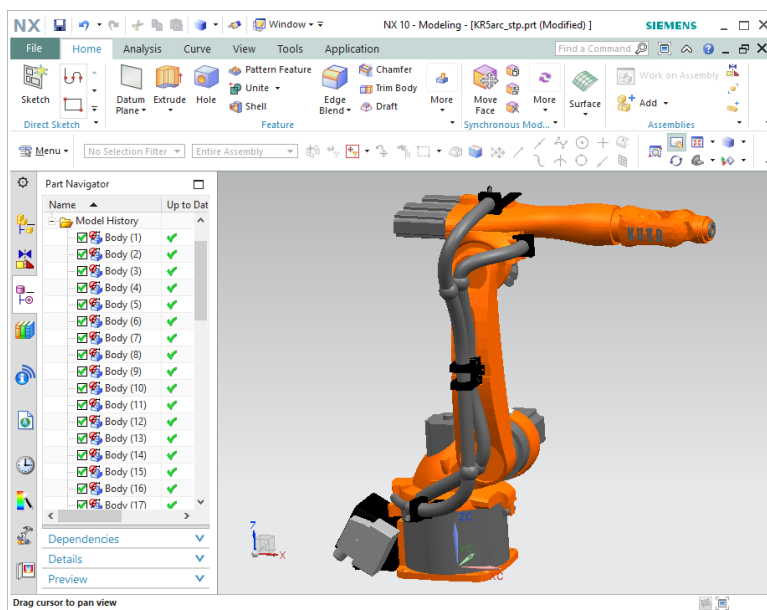 NX Window NX 10 - Modeling - [KR5arc_stp.prt (Modified) ] SIEMENS
File Home Analysis Curve View Tools Application Find a Command
Sketch Datum Plane Extrude Hole Pattern Feature Unite Shell Edge Blend Chamfer Trim Body Draft More Move Face More Surface Work on Assembly Add
Direct Sketch Feature Synchronous Mod... Assemblies
Menu No Selection Filter Entire Assembly
Part Navigator
Name Up to Dat
Model History
Body (1)
Body (2)
Body (3)
Body (4)
Body (5)
Body (6)
Body (7)
Body (8)
Body (9)
Body (10)
Body (11)
Body (12)
Body (13)
Body (14)
Body (15)
Body (16)
Body (17)
KUKA
Z
X
ZC
YC
XC
Dependencies
Details
Preview
Drag cursor to pan view